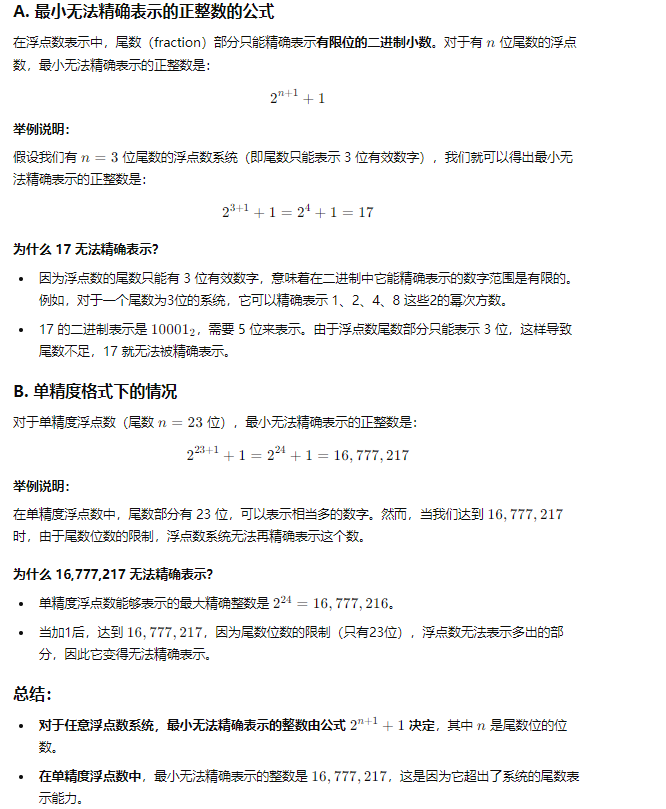 A. 最小无法精确表示的正整数的公式
在浮点数表示中，尾数（fraction）部分只能精确表示有限位的二进制小数。对于有 n 位尾数的浮点
数，最小无法精确表示的正整数是：
2^{n+1} + 1
举例说明：
假设我们有 n = 3 位尾数的浮点数系统（即尾数只能表示 3 位有效数字），我们就可以得出最小无
法精确表示的正整数是：
2^{3+1} + 1 = 2^4 + 1 = 17
为什么 17 无法精确表示？
• 因为浮点数的尾数只能有 3 位有效数字，意味着在二进制中它能精确表示的数字范围是有限的。
例如，对于一个尾数为3位的系统，它可以精确表示 1、2、4、8 这些2的幂次方数。
• 17 的二进制表示是 10001₂，需要 5 位来表示。由于浮点数尾数部分只能表示 3 位，这样导致
尾数不足，17 就无法被精确表示。
B. 单精度格式下的情况
对于单精度浮点数（尾数 n = 23 位），最小无法精确表示的正整数是：
2^{23+1} + 1 = 2^{24} + 1 = 16,777,217
举例说明：
在单精度浮点数中，尾数部分有 23 位，可以表示相当多的数字。然而，当我们达到 16,777,217
时，由于尾数位数的限制，浮点数系统无法再精确表示这个数。
为什么 16,777,217 无法精确表示？
• 单精度浮点数能够表示的最大精确整数是 2^{24} = 16,777,216。
• 当加1后，达到 16,777,217，因为尾数位数的限制（只有23位），浮点数无法表示多出的部
分，因此它变得无法精确表示。
总结：
• 对于任意浮点数系统，最小无法精确表示的整数由公式 2^{n+1} + 1 决定，其中 n 是尾数位的位
数。
• 在单精度浮点数中，最小无法精确表示的整数是 16,777,217，这是因为它超出了系统的尾数表
示能力。